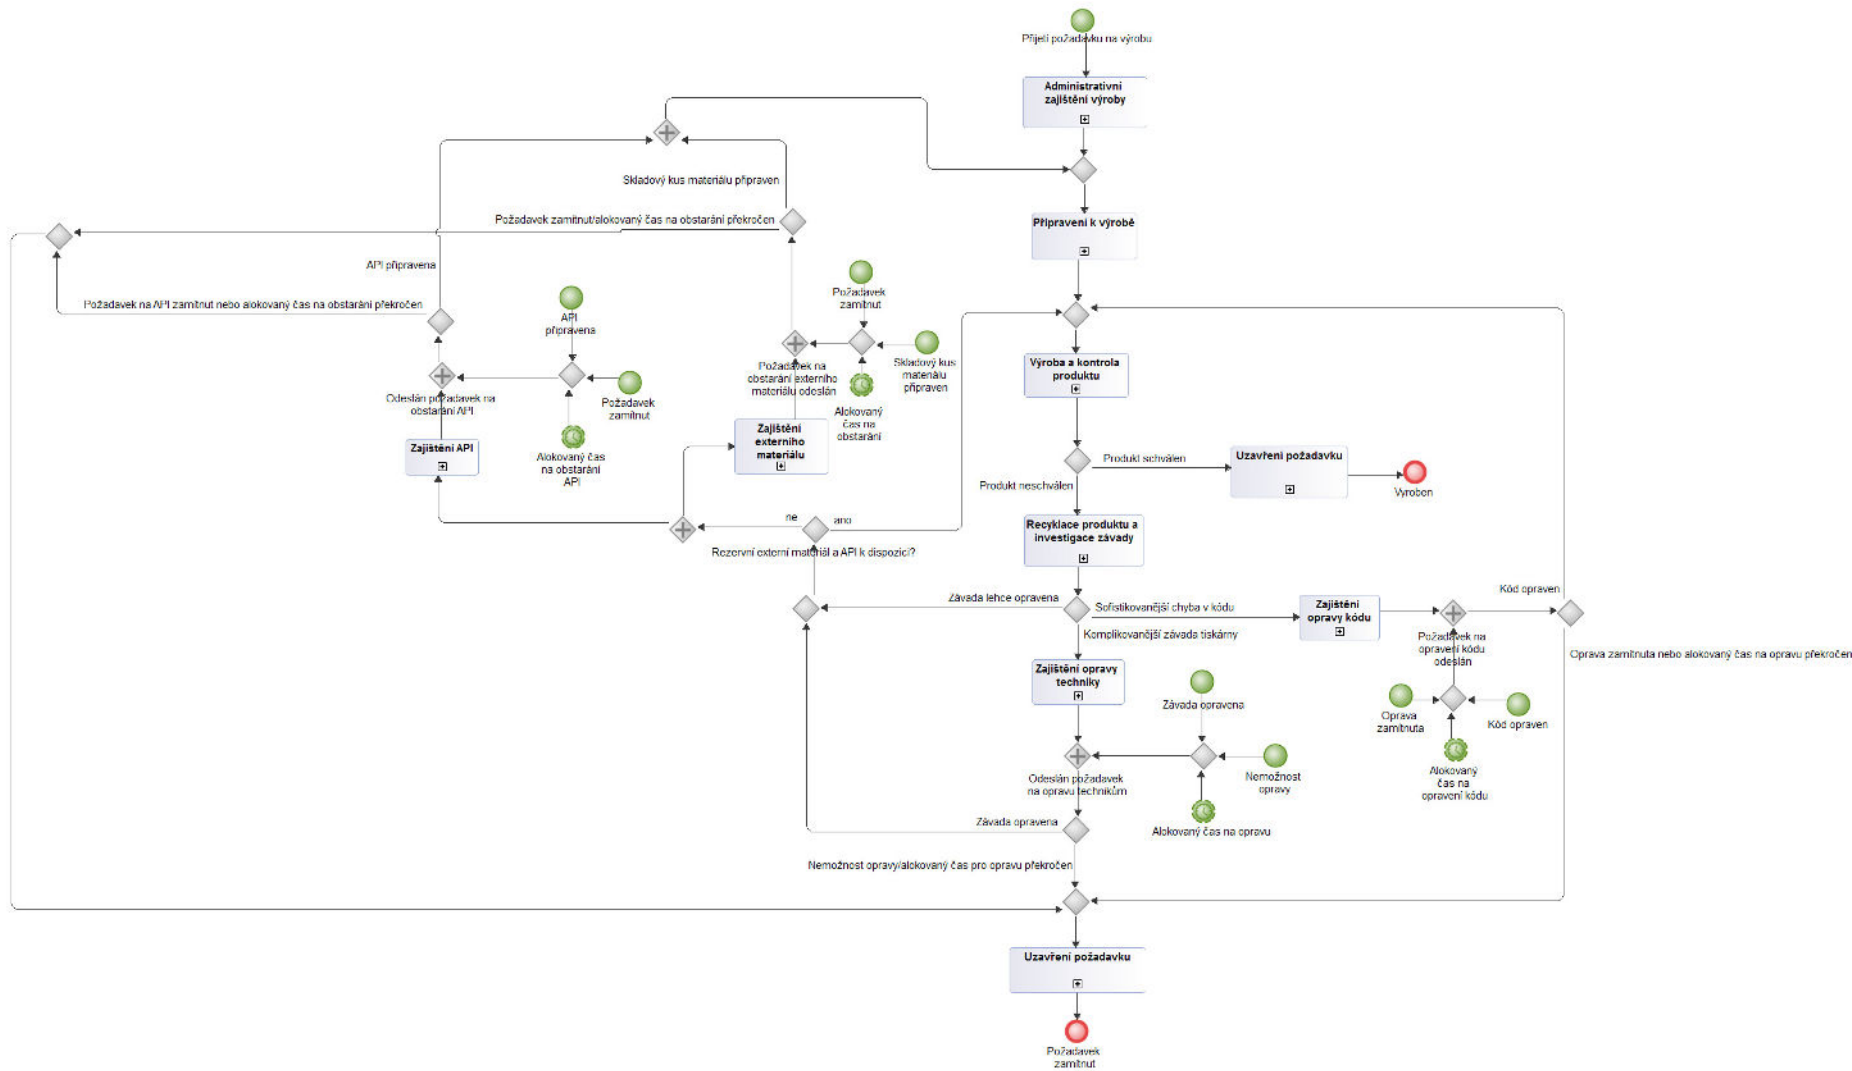 Přijetí požadavku na výrobu
Administrativní
zajištění výroby
Skladový kus materiálu připraven
Požadavek zamítnut/alokovaný čas na obstarání překročen
Připravení k výrobě
API připravena
Požadavek na API zamítnut nebo alokovaný čas na obstarání překročen
API
připravena
Požadavek
zamítnut
Odeslán požadavek na
obstarání API
Požadavek
zamítnut
Alokovaný čas
na obstarání
API
Zajištění API
Požadavek na
obstarání externího
materiálu odeslán
Skladový kus
materiálu
připraven
Alokovaný
čas na
obstarání
Zajištění
externího
materiálu
Výroba a kontrola
produktu
Produkt schválen
Uzavření požadavku
Vyroben
Produkt neschválen
Recyklace produktu a
investigace závady
ne
ano
Rezervní externí materiál a API k dispozici?
Závada lehce opravena
Sofistikovanější chyba v kódu
Komplikovanější závada tiskárny
Zajištění
opravy kódu
Kód opraven
Požadavek na
opravení kódu
odeslán
Oprava zamítnuta nebo alokovaný čas na opravu překročen
Zajištění opravy
techniky
Závada opravena
Oprava
zamítnuta
Kód opraven
Alokovaný
čas na
opravení kódu
Odeslán požadavek
na opravu technikům
Nemožnost
opravy
Alokovaný čas na opravu
Závada opravena
Nemožnost opravy/alokovaný čas pro opravu překročen
Uzavření požadavku
Požadavek
zamítnut